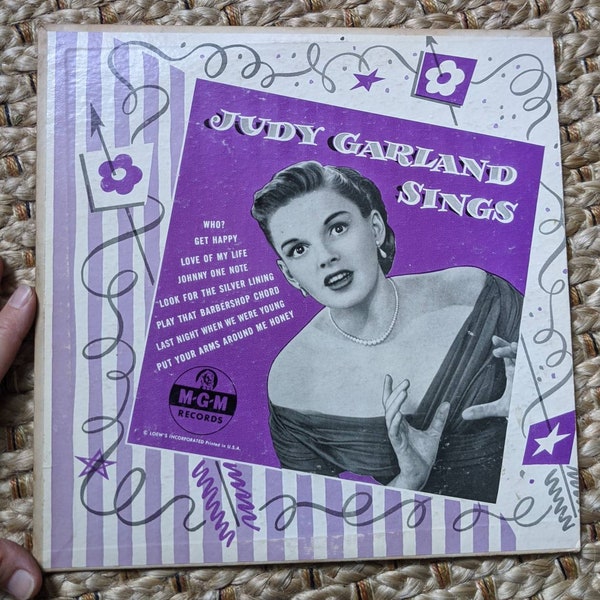 JUDY GARLAND
SINGS
WHO?
GET HAPPY
LOVE OF MY LIFE
JOHNNY ONE NOTE
LOOK FOR THE SILVER LINING
PLAY THAT BARBERSHOP CHORD
LAST NIGHT WHEN WE WERE YOUNG
PUT YOUR ARMS AROUND ME HONEY
M-G-M
RECORDS
© LOEW'S INCORPORATED Printed in U.S.A.